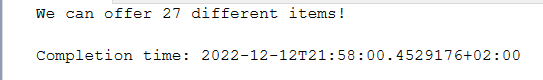 We can offer 27 different items!
Completion time: 2022-12-12T21:58:00.4529176+02:00